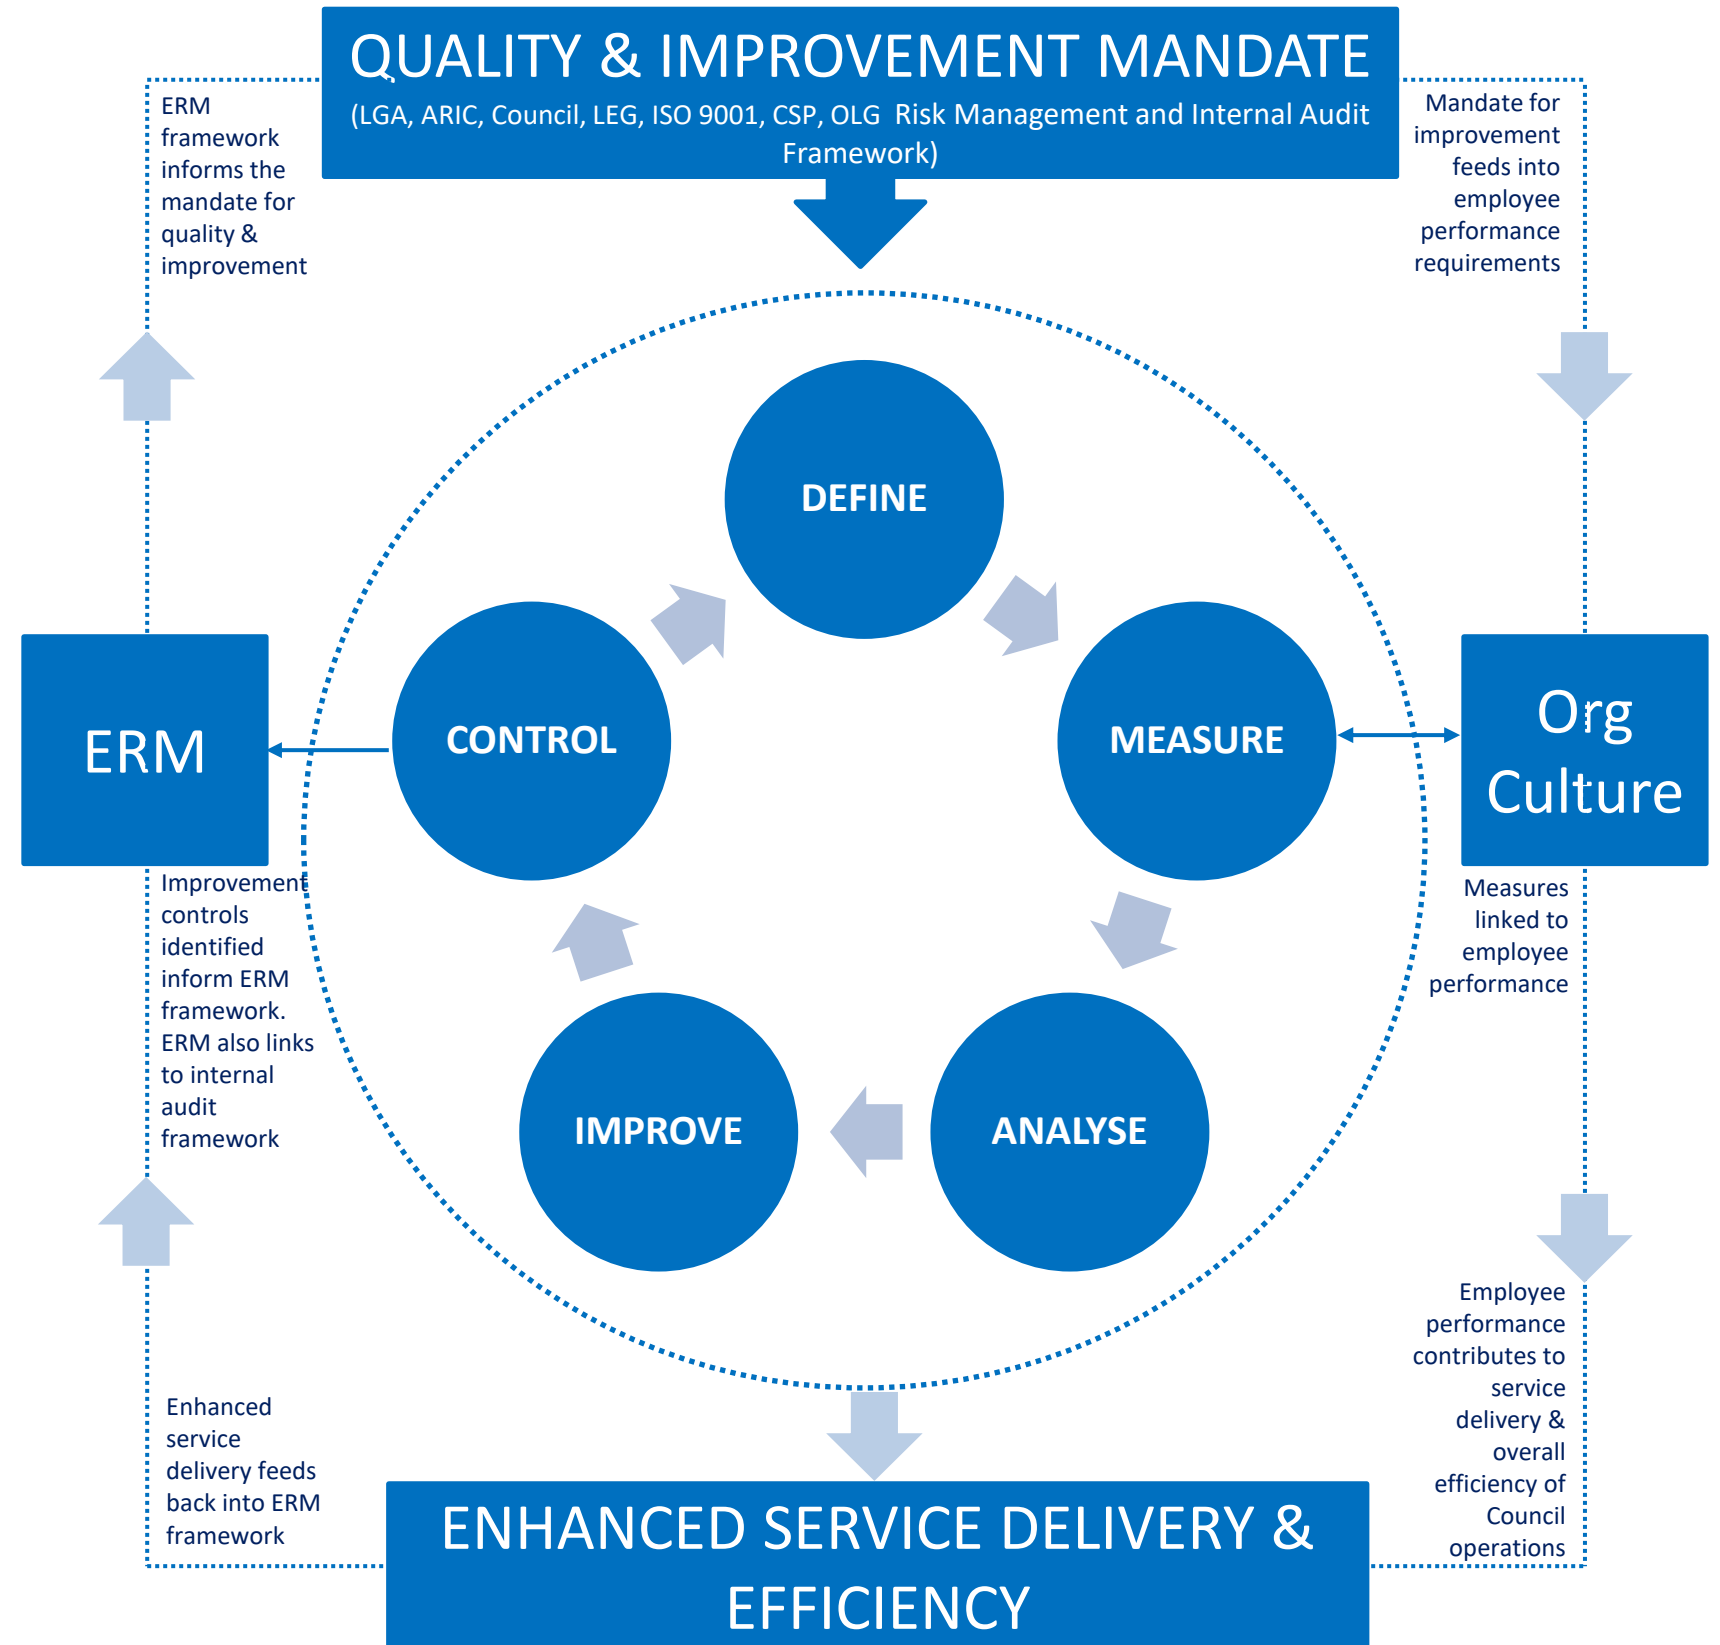 QUALITY & IMPROVEMENT MANDATE
(LGA, ARIC, Council, LEG, ISO 9001, CSP, OLG Risk Management and Internal Audit
Framework)
ERM
framework
informs the
mandate for
quality &
improvement
Mandate for
improvement
feeds into
employee
performance
requirements
DEFINE
CONTROL
MEASURE
ERM
Org
Culture
Improvement
controls
identified
inform ERM
framework.
ERM also links
to internal
audit
framework
Measures
linked to
employee
performance
IMPROVE
ANALYSE
Enhanced
service
delivery feeds
back into ERM
framework
Employee
performance
contributes to
service
delivery &
overall
efficiency of
Council
operations
ENHANCED SERVICE DELIVERY &
EFFICIENCY